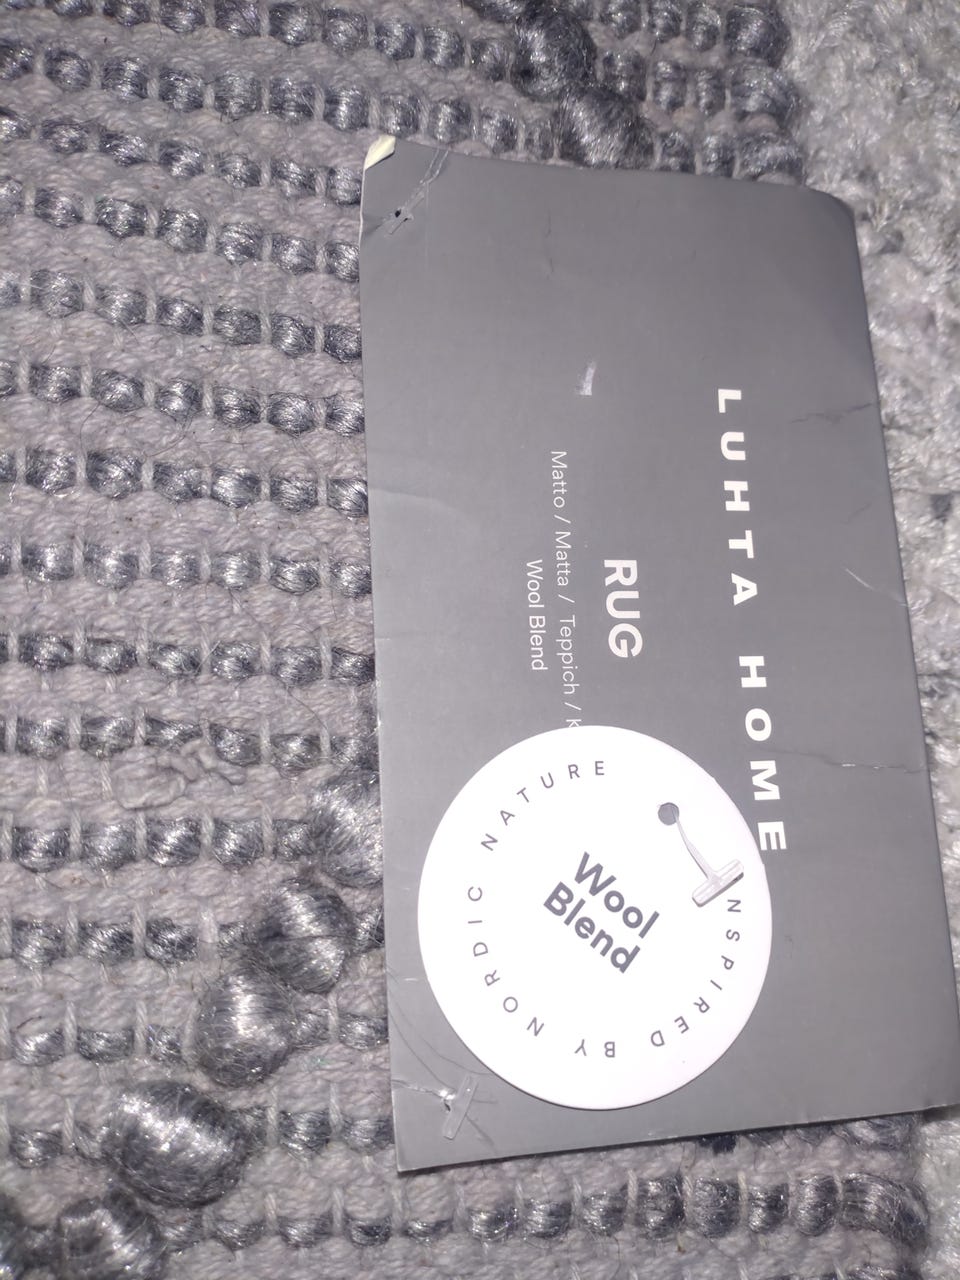 LUHTA HOME
RUG
Matto / Matta / Teppich /
Wool Blend
Wool
Blend
INSPIRED BY NORDIC NATURE